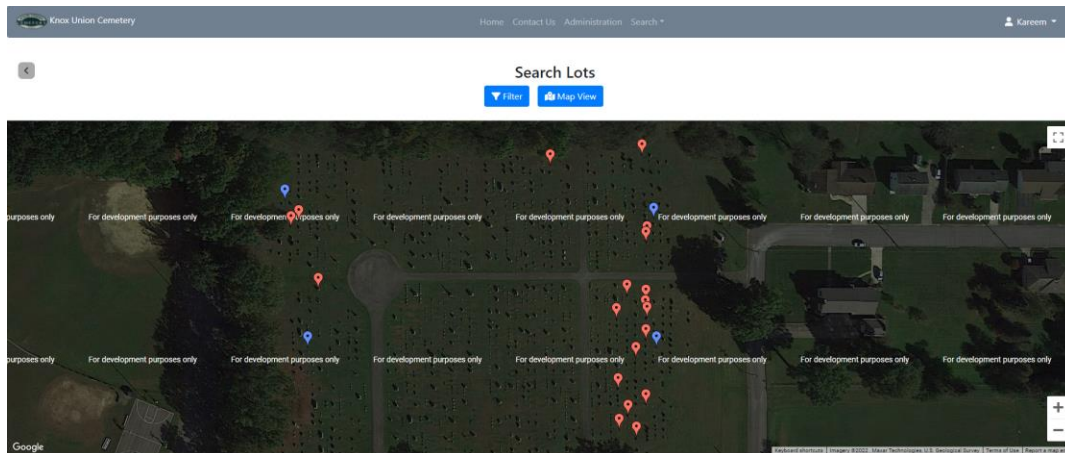 Knox Union Cemetery
Home Contact Us Administration Search
Kareem
Search Lots
Filter Map View
purposes only For development purposes only For development purposes only For development purposes only For development purposes only For development purposes only For development purposes only For development purposes only
purposes only For development purposes only For development purposes only For development purposes only For development purposes only For development purposes only For development purposes only For development purposes only
Google
Keyboard shortcuts Imagery ©2022, Maxar Technologies, U.S. Geological Survey Terms of Use Report a map error